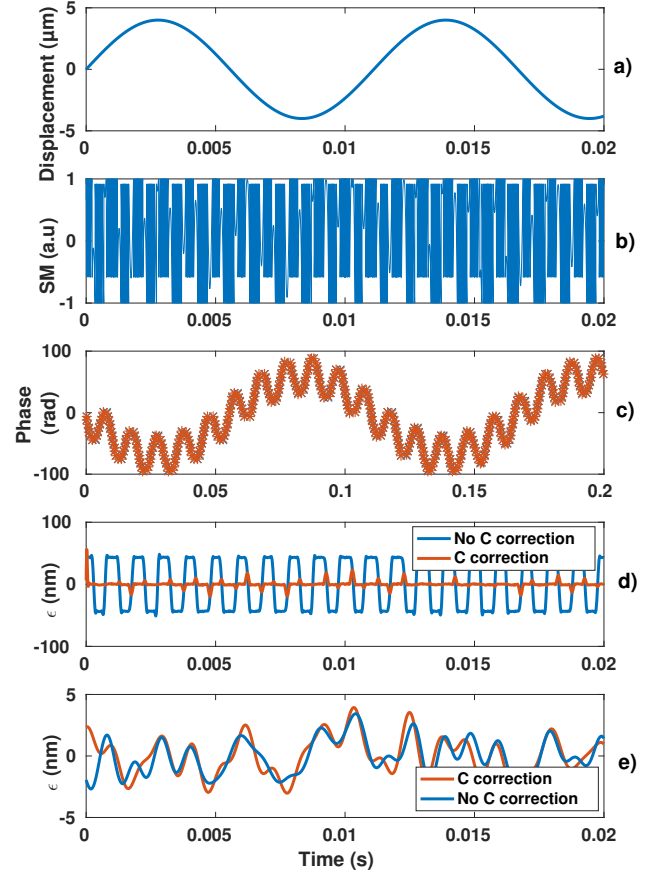 5
0
-5
Displacement (µm)
0 0.005 0.01 0.015 0.02
a)
1
0
-1
SM (a.u)
0 0.005 0.01 0.015 0.02
b)
100
0
-100
Phase
(rad)
0 0.05 0.1 0.15 0.2
c)
100
0
-100
ϵ (nm)
No C correction
C correction
0 0.005 0.01 0.015 0.02
d)
5
0
-5
ϵ (nm)
C correction
No C correction
0 0.005 0.01 0.015 0.02
e)
Time (s)